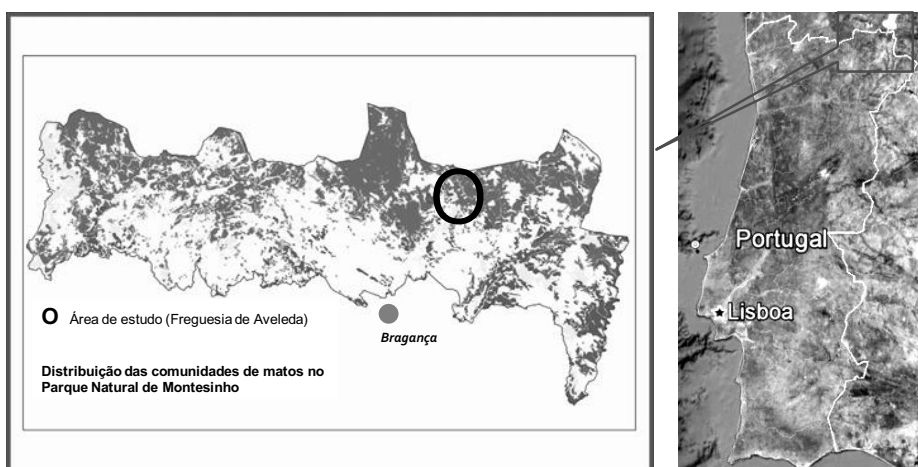 O Área de estudo (Freguesia de Aveleda)
Bragança
Distribuição das comunidades de matos no
Parque Natural de Montesinho
Portugal
Lisboa